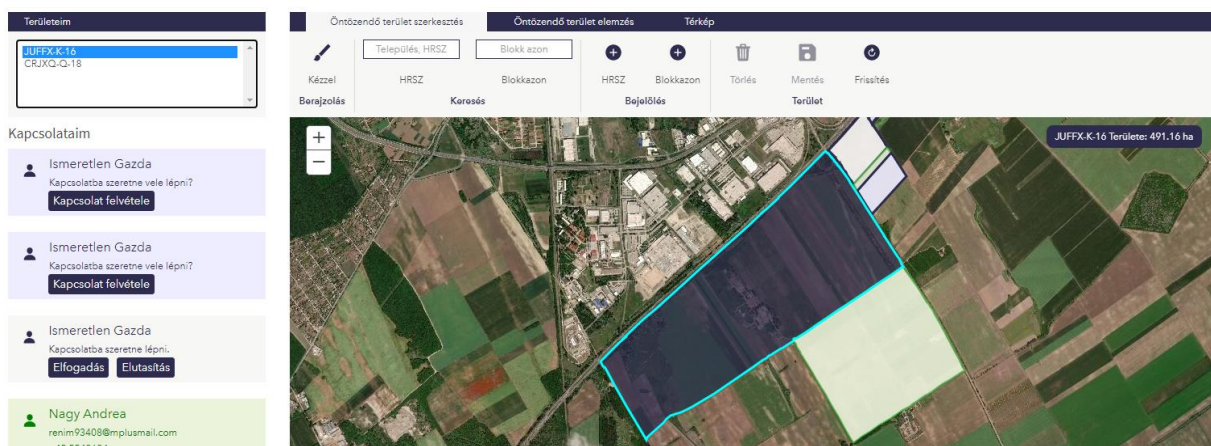 Területeim
JUFFX-K-16
CRJXQ-Q-18
Kapcsolataim
Ismeretlen Gazda
Kapcsolatba szeretne vele lépni?
Kapcsolat felvétele
Ismeretlen Gazda
Kapcsolatba szeretne vele lépni?
Kapcsolat felvétele
Ismeretlen Gazda
Kapcsolatba szeretne lépni.
Elfogadás Elutasítás
Nagy Andrea
renim93408@mplusmail.com
Öntözendő terület szerkesztés Öntözendő terület elemzés Térkép
Település, HRSZ Blokk azon
Kézzel HRSZ Blokkazon HRSZ Blokkazon Törlés Mentés Frissítés
Berajzolás Keresés Bejelölés Terület
+
−
JUFFX-K-16 Területe: 491.16 ha